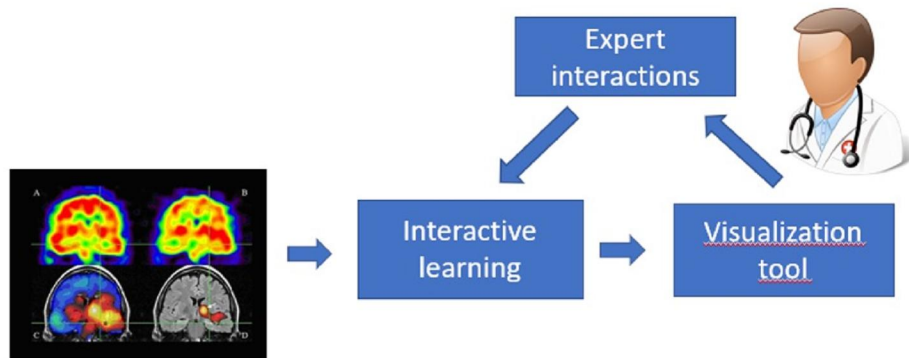 Expert
interactions
A
B
Interactive
learning
Visualization
tool
C
D